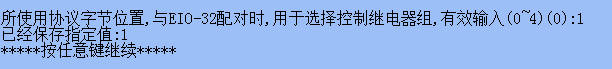 所使用协议字节位置,与EIO-32配对时,用于选择控制继电器组,有效输入(0~4)(0):1
已经保存指定值:1
*****按任意键继续*****